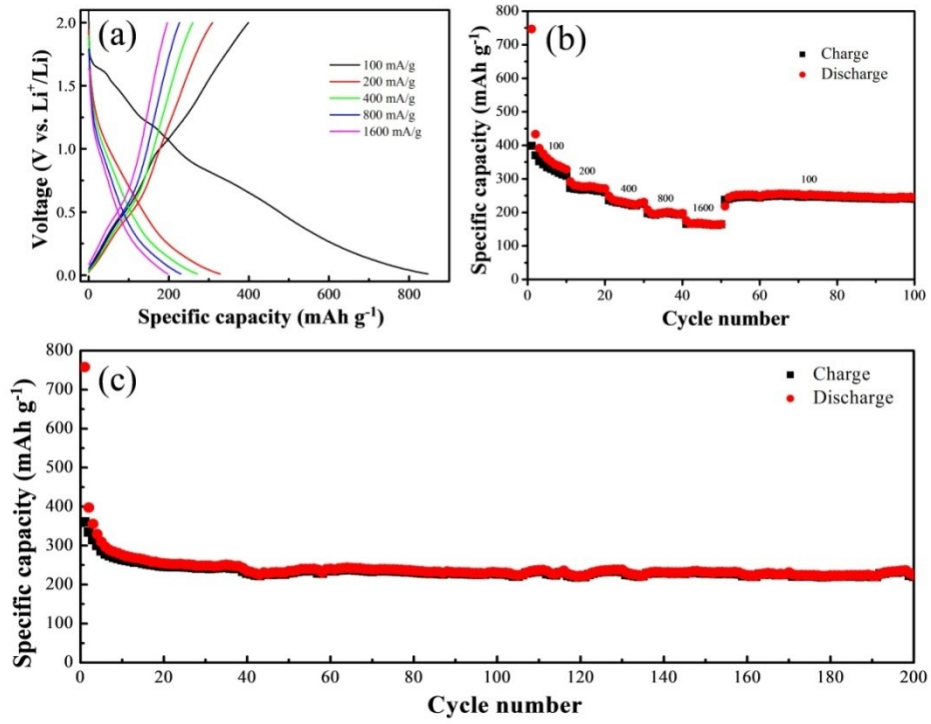 (a)
2.0
1.5
1.0
0.5
0.0
Voltage (V vs. Li⁺/Li)
100 mA/g
200 mA/g
400 mA/g
800 mA/g
1600 mA/g
0 200 400 600 800
Specific capacity (mAh g⁻¹)
(b)
800
700
600
500
400
300
200
100
0
Specific capacity (mAh g⁻¹)
Charge
Discharge
100
200
400
800
1600
100
0 20 40 60 80 100
Cycle number
(c)
800
700
600
500
400
300
200
100
0
Specific capacity (mAh g⁻¹)
Charge
Discharge
0 20 40 60 80 100 120 140 160 180 200
Cycle number